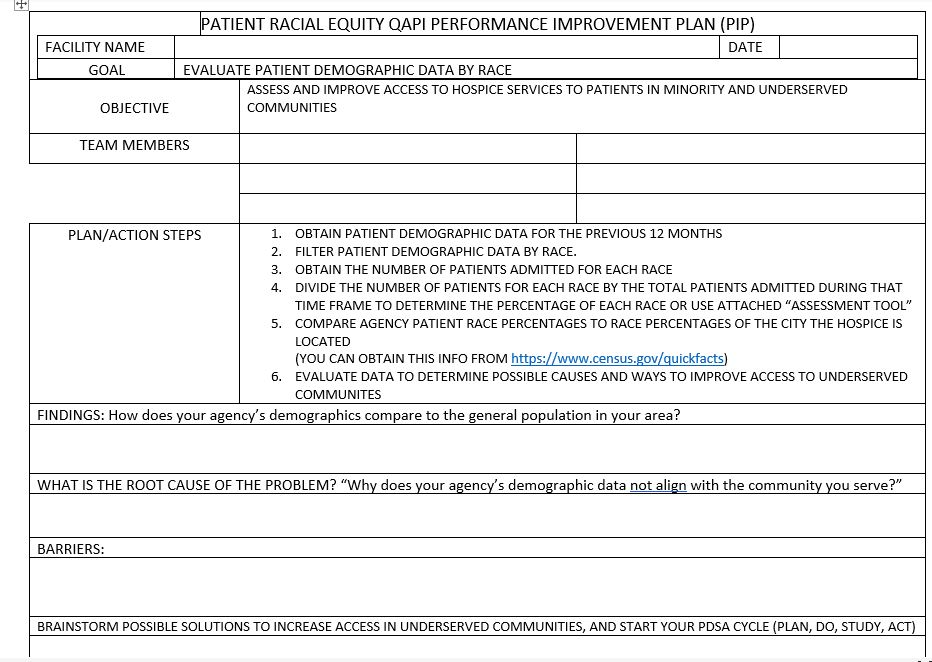 PATIENT RACIAL EQUITY QAPI PERFORMANCE IMPROVEMENT PLAN (PIP)
FACILITY NAME
DATE
GOAL
EVALUATE PATIENT DEMOGRAPHIC DATA BY RACE
OBJECTIVE
ASSESS AND IMPROVE ACCESS TO HOSPICE SERVICES TO PATIENTS IN MINORITY AND UNDERSERVED
COMMUNITIES
TEAM MEMBERS
PLAN/ACTION STEPS
1. OBTAIN PATIENT DEMOGRAPHIC DATA FOR THE PREVIOUS 12 MONTHS
2. FILTER PATIENT DEMOGRAPHIC DATA BY RACE.
3. OBTAIN THE NUMBER OF PATIENTS ADMITTED FOR EACH RACE
4. DIVIDE THE NUMBER OF PATIENTS FOR EACH RACE BY THE TOTAL PATIENTS ADMITTED DURING THAT
TIME FRAME TO DETERMINE THE PERCENTAGE OF EACH RACE OR USE ATTACHED “ASSESSMENT TOOL”
5. COMPARE AGENCY PATIENT RACE PERCENTAGES TO RACE PERCENTAGES OF THE CITY THE HOSPICE IS
LOCATED
(YOU CAN OBTAIN THIS INFO FROM https://www.census.gov/quickfacts)
6. EVALUATE DATA TO DETERMINE POSSIBLE CAUSES AND WAYS TO IMPROVE ACCESS TO UNDERSERVED
COMMUNITES
FINDINGS: How does your agency’s demographics compare to the general population in your area?
WHAT IS THE ROOT CAUSE OF THE PROBLEM? “Why does your agency’s demographic data not align with the community you serve?”
BARRIERS:
BRAINSTORM POSSIBLE SOLUTIONS TO INCREASE ACCESS IN UNDERSERVED COMMUNITIES, AND START YOUR PDSA CYCLE (PLAN, DO, STUDY, ACT)